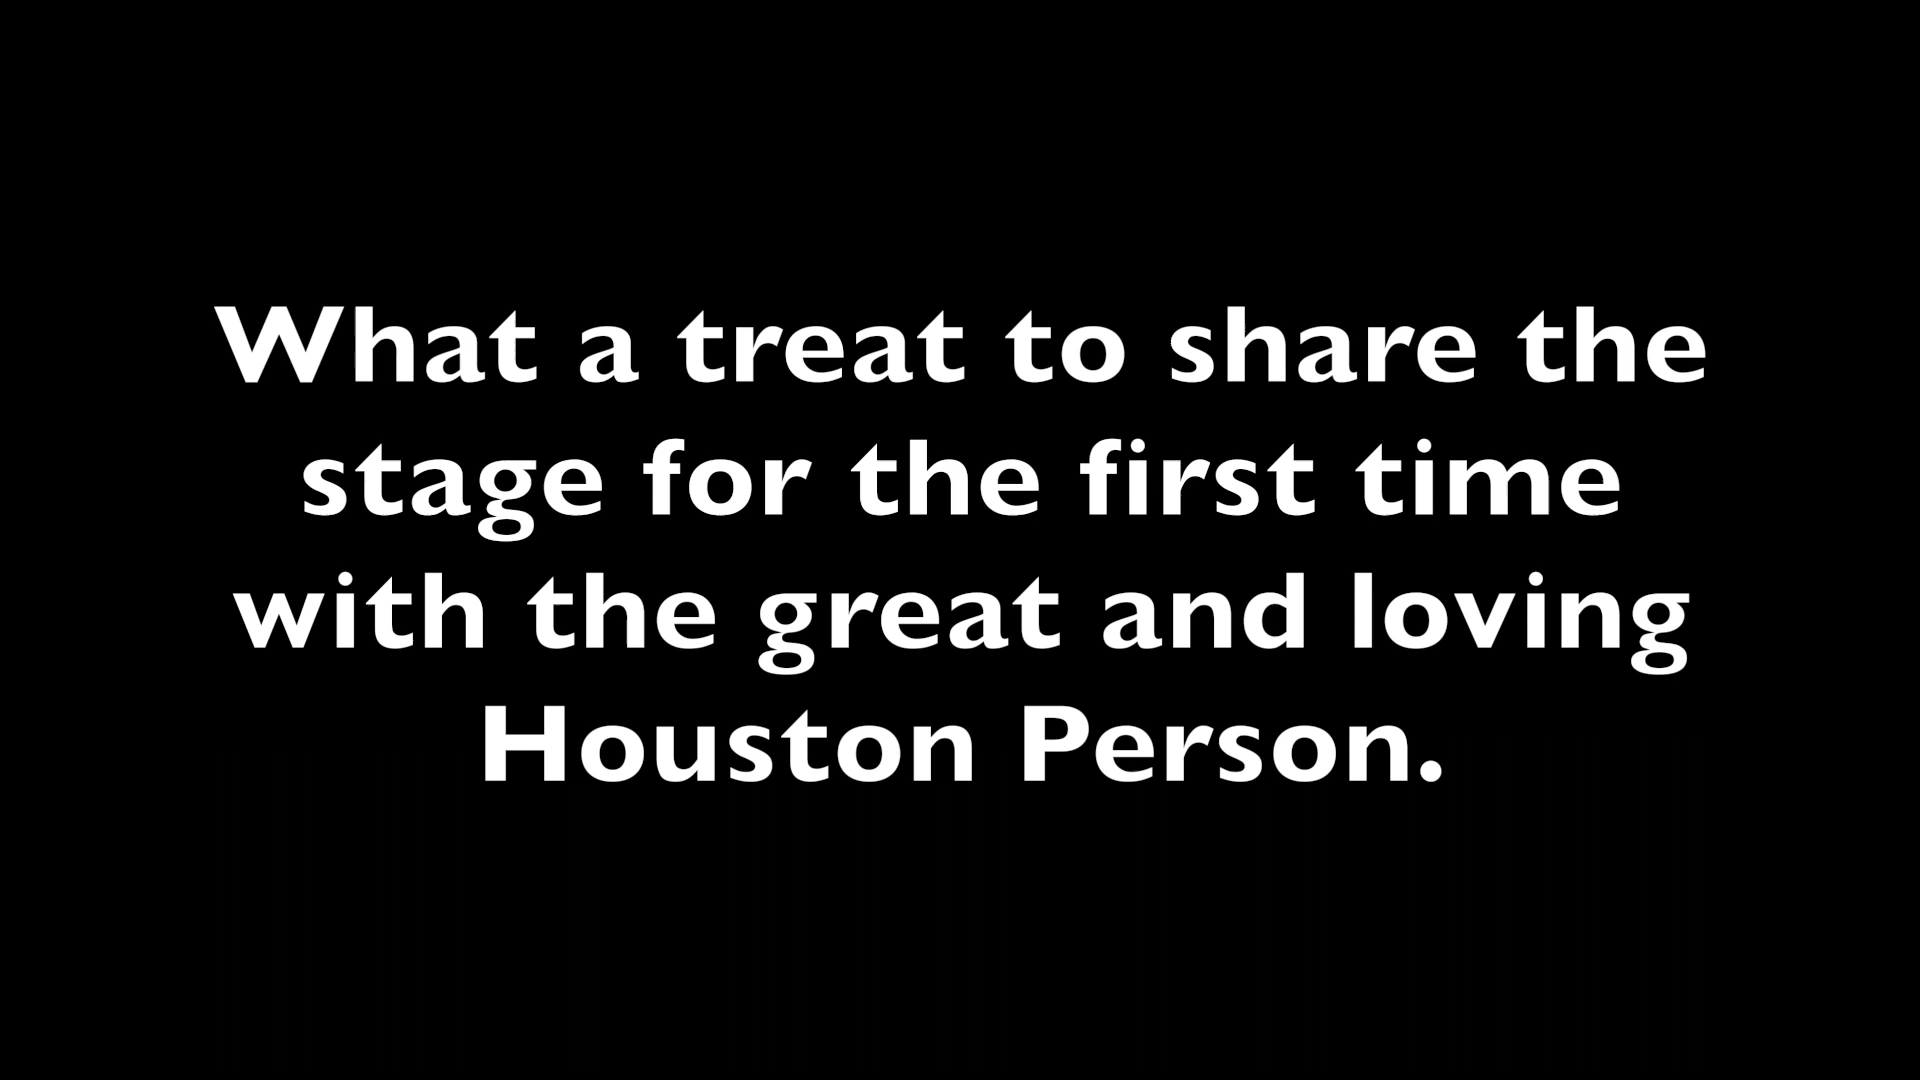 What a treat to share the
stage for the first time
with the great and loving
Houston Person.